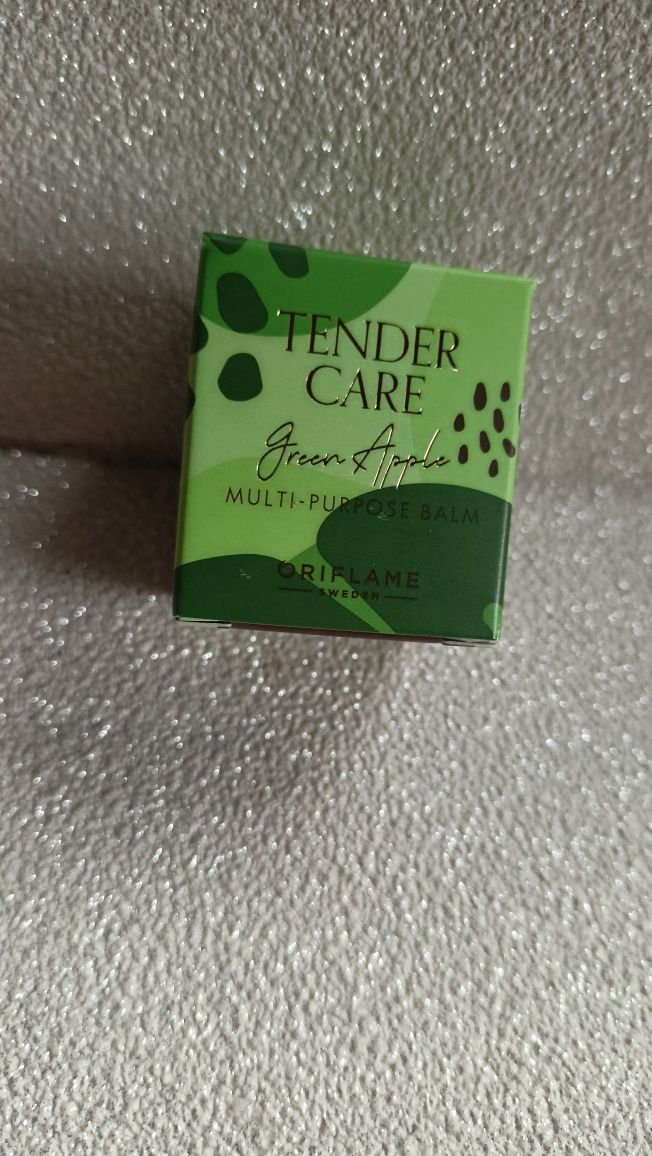 TENDER
CARE
Green Apple
MULTI-PURPOSE BALM
ORIFLAME
SWEDEN